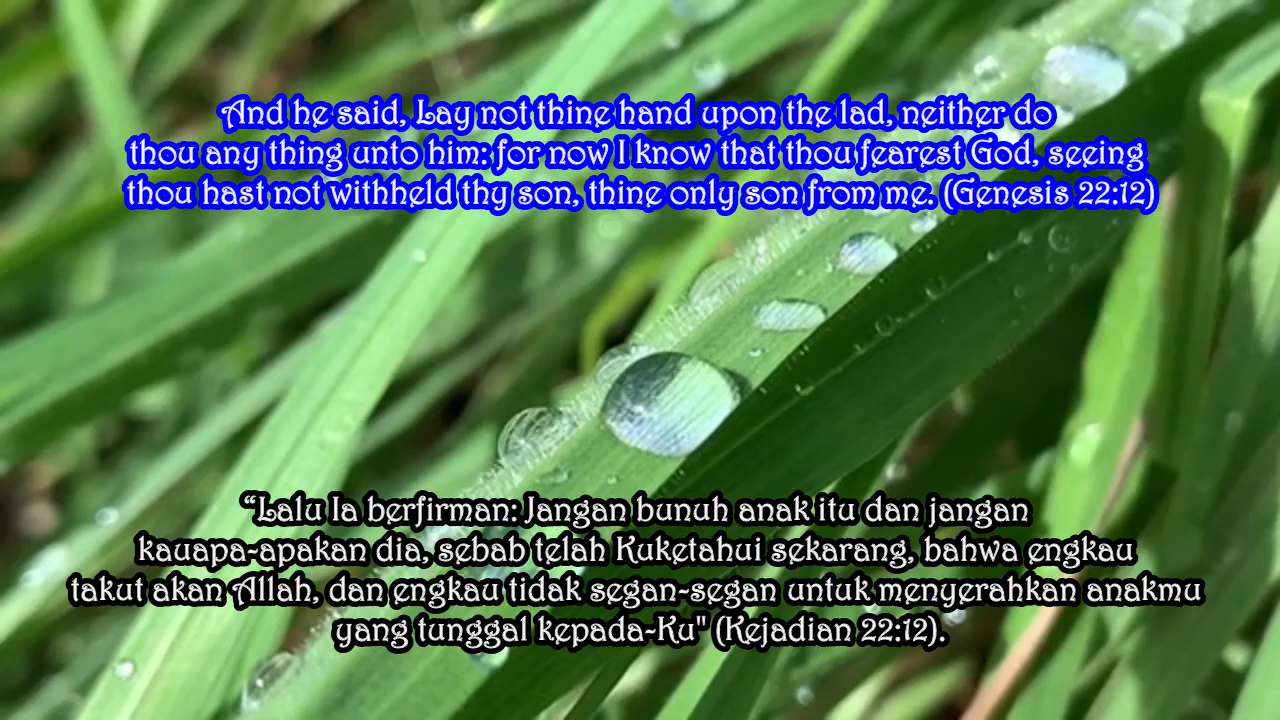 And he said, Lay not thine hand upon the lad, neither do
thou any thing unto him: for now I know that thou fearest God, seeing
thou hast not withheld thy son, thine only son from me. (Genesis 22:12)
“Lalu Ia berfirman: Jangan bunuh anak itu dan jangan
kauapa-apakan dia, sebab telah Kuketahui sekarang, bahwa engkau
takut akan Allah, dan engkau tidak segan-segan untuk menyerahkan anakmu
yang tunggal kepada-Ku" (Kejadian 22:12).